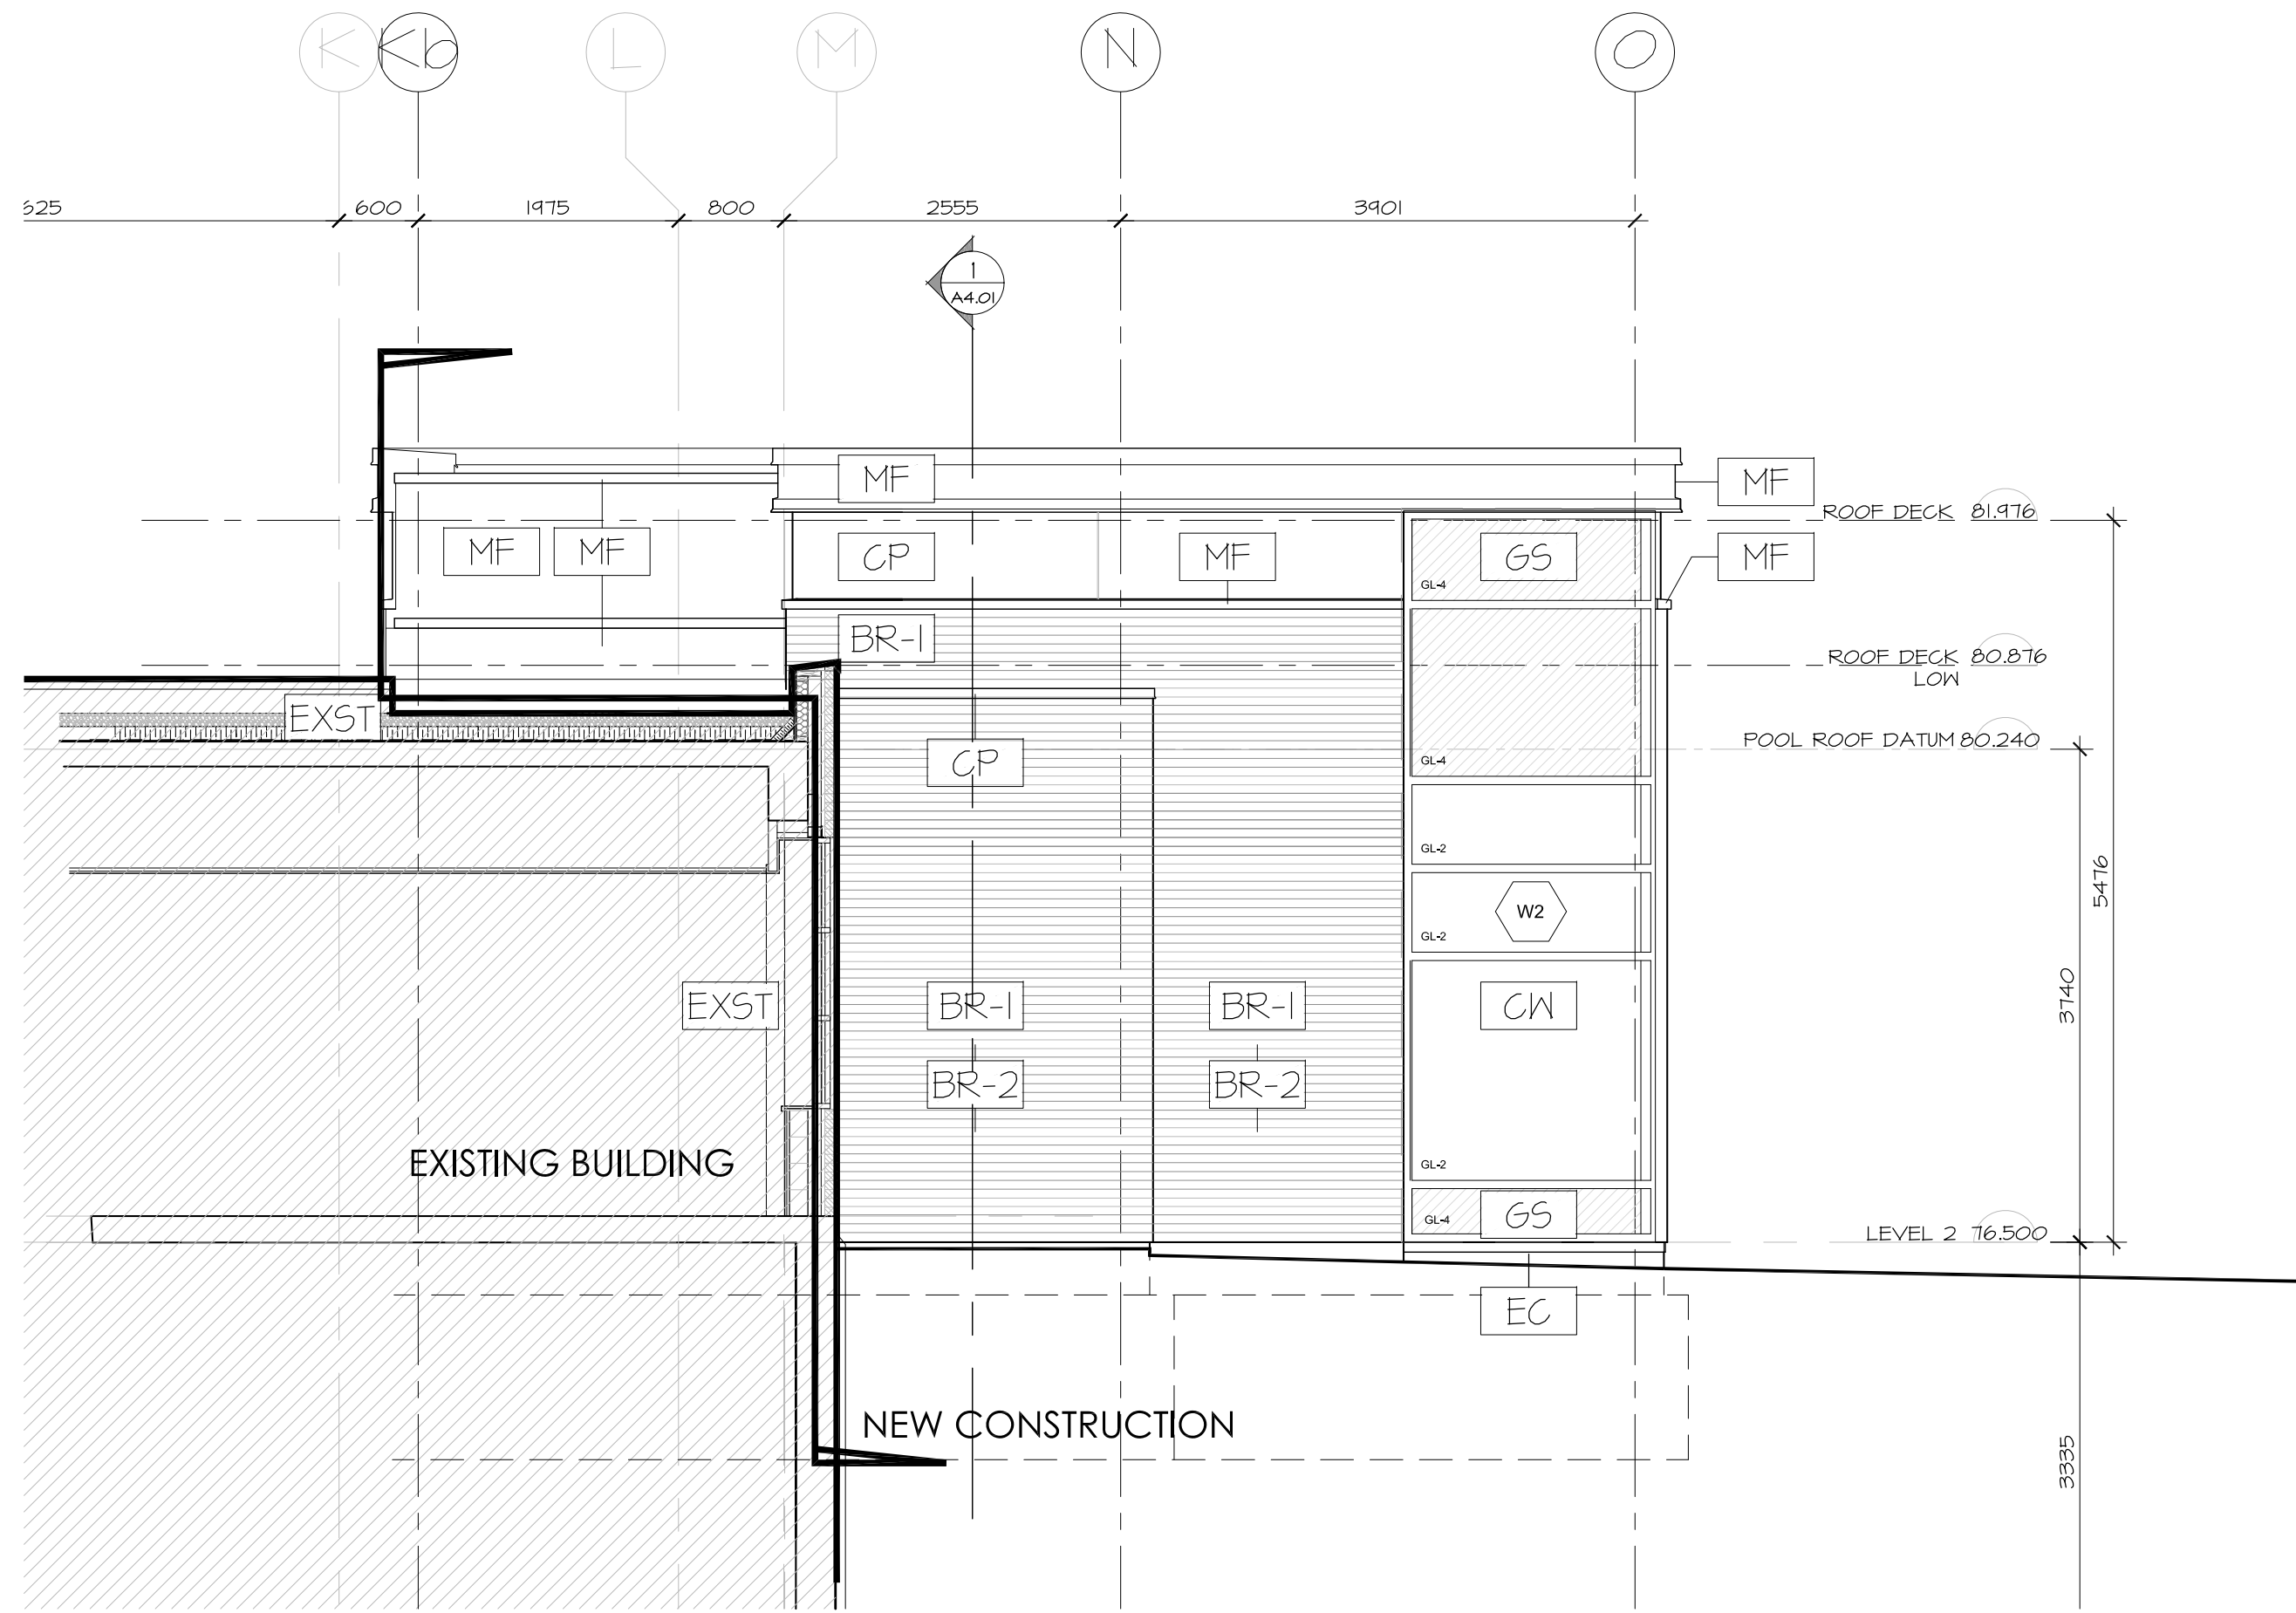 K Kb L M N O
600 1975 800 2555 3901
1
A4.01
MF
MF
ROOF DECK 81.976
MF MF CP MF GS MF
GL-4
BR-1
ROOF DECK 80.876
LOW
EXST
POOL ROOF DATUM 80.240
CP
GL-4
GL-2
5476
W2
GL-2
3740
EXST BR-1 BR-1 CW
BR-2 BR-2
EXISTING BUILDING
GL-2
GL-4 GS
LEVEL 2 76.500
EC
NEW CONSTRUCTION
3335